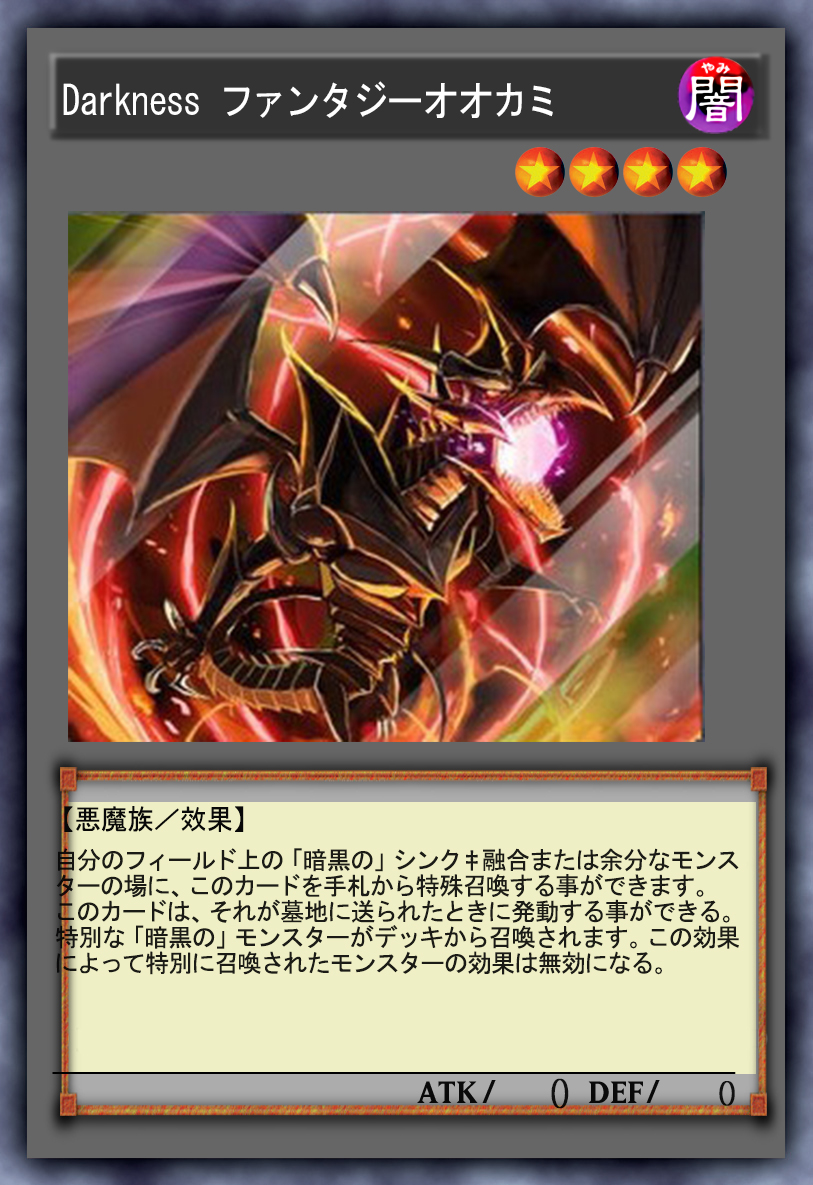 Darkness ファンタジーオオカミ
やみ
闇
【悪魔族／効果】
自分のフィールド上の「暗黒の」シンク♯融合または余分なモンス
ターの場に、このカードを手札から特殊召喚する事ができます。
このカードは、それが墓地に送られたときに発動する事ができる。
特別な「暗黒の」モンスターがデッキから召喚されます。この効果
によって特別に召喚されたモンスターの効果は無効になる。
ATK/ 0 DEF/ 0